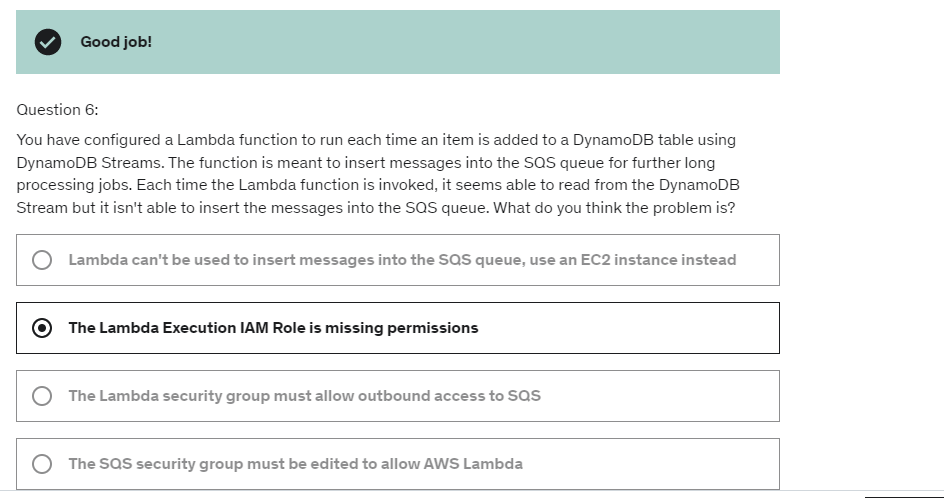 Good job!
Question 6:
You have configured a Lambda function to run each time an item is added to a DynamoDB table using
DynamoDB Streams. The function is meant to insert messages into the SQS queue for further long
processing jobs. Each time the Lambda function is invoked, it seems able to read from the DynamoDB
Stream but it isn't able to insert the messages into the SQS queue. What do you think the problem is?
Lambda can't be used to insert messages into the SQS queue, use an EC2 instance instead
The Lambda Execution IAM Role is missing permissions
The Lambda security group must allow outbound access to SQS
The SQS security group must be edited to allow AWS Lambda